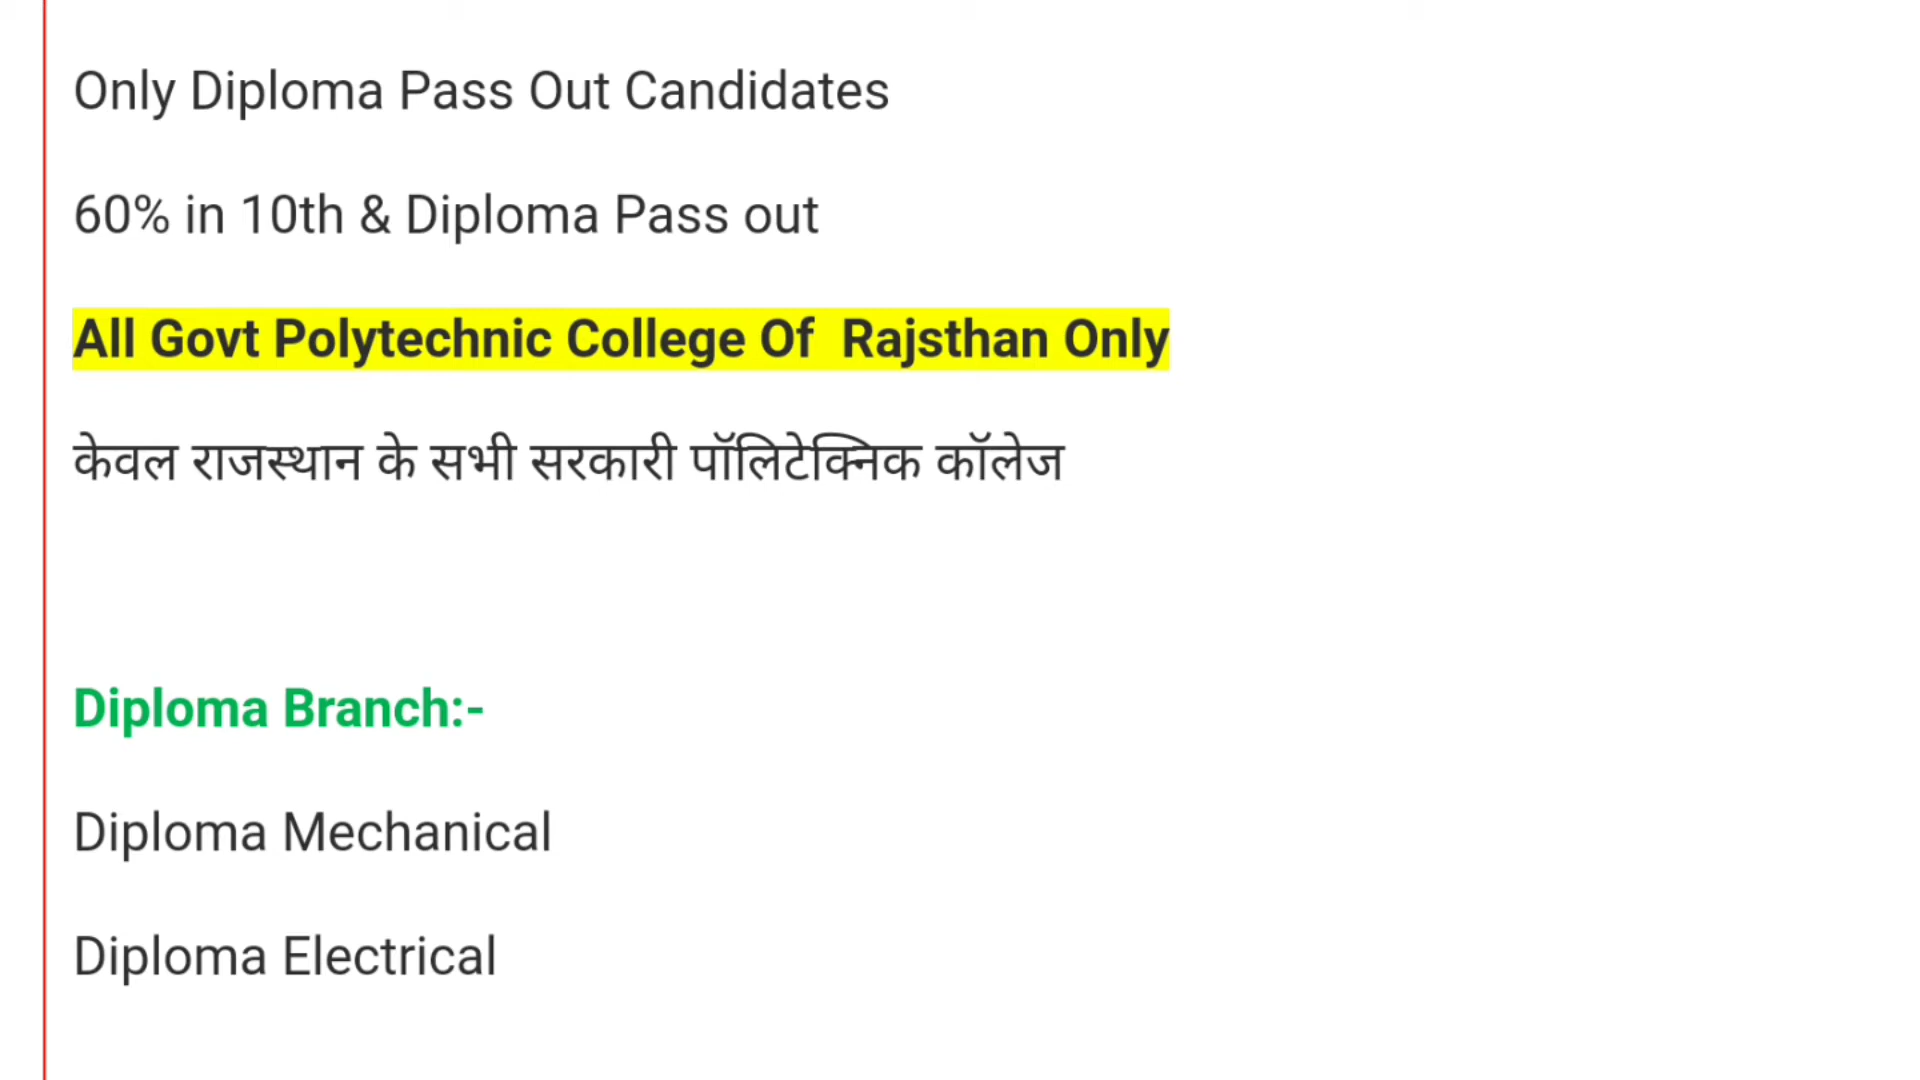 Only Diploma Pass Out Candidates
60% in 10th & Diploma Pass out
All Govt Polytechnic College Of  Rajsthan Only
केवल राजस्थान के सभी सरकारी पॉलिटेक्निक कॉलेज
Diploma Branch:-
Diploma Mechanical
Diploma Electrical